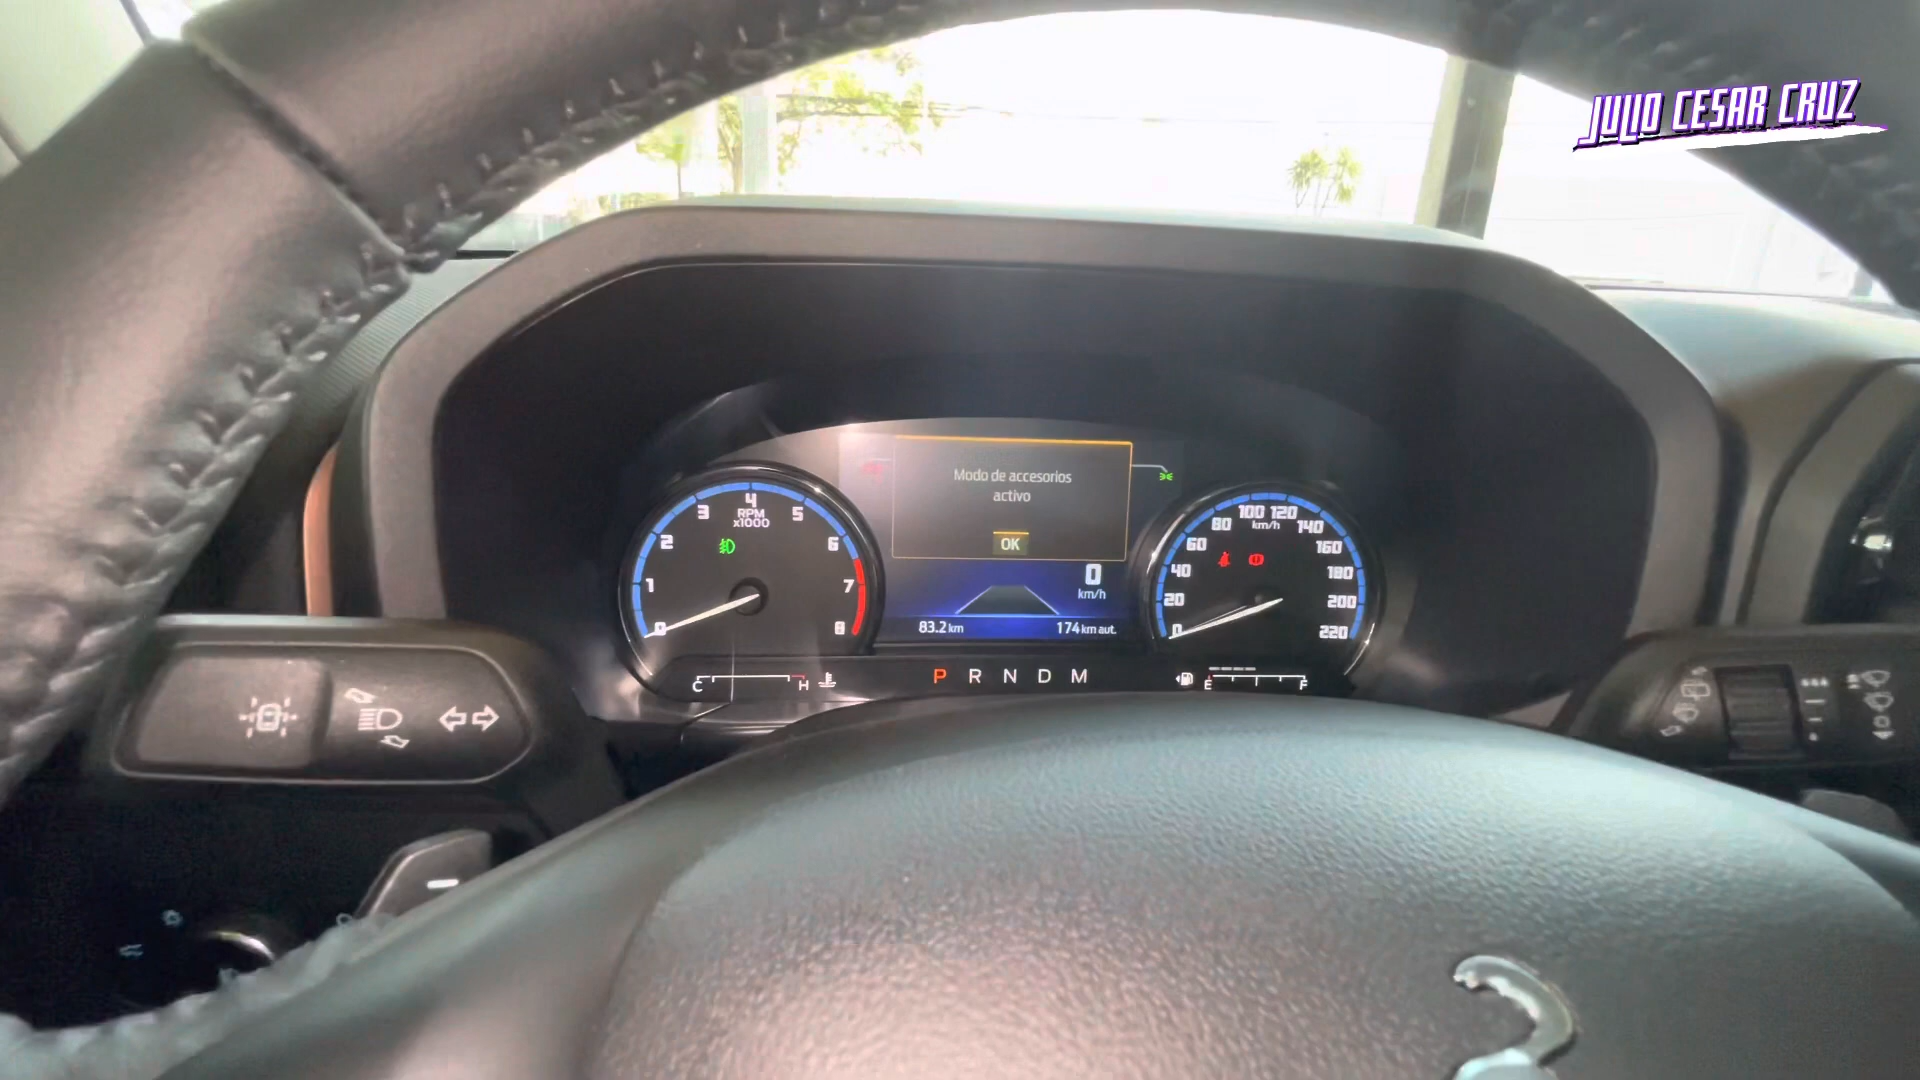 JULIO CESAR CRUZ
Modo de accesorios
activo
OK
0
km/h
83.2 km
174 km aut.
0
1
2
3
4
5
6
7
8
RPM
x1000
0
20
40
60
80
100
120
140
160
180
200
220
km/h
C
H
P R N D M
E
F